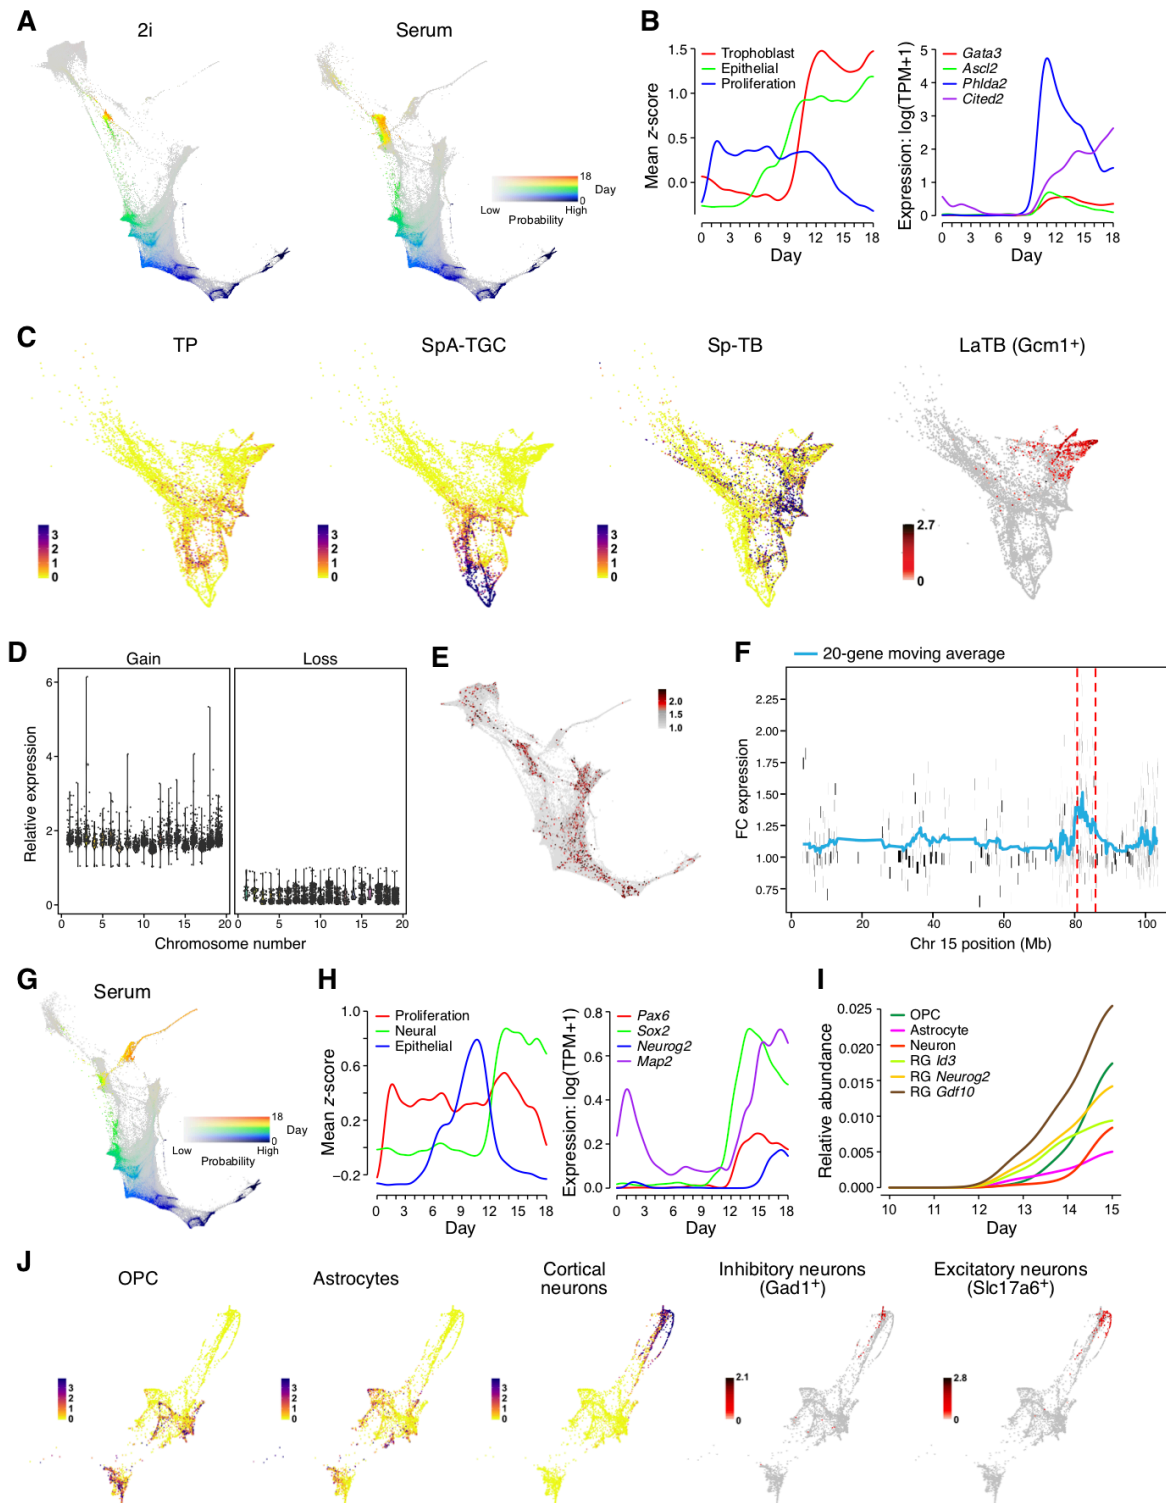 A
2i
Serum
18
Day
0
Low
High
Probability
B
Mean z-score
1.5
1.0
0.5
0.0
Trophoblast
Epithelial
Proliferation
0 3 6 9 12 15 18
Day
Expression: log(TPM+1)
5
4
3
2
1
0
Gata3
Ascl2
Phlda2
Cited2
0 3 6 9 12 15 18
Day
C
TP
SpA-TGC
Sp-TB
LaTB (Gcm1+)
3
2
1
0
3
2
1
0
3
2
1
0
2.7
0
D
Gain
Loss
Relative expression
6
4
2
0
0 5 10 15 20
0 5 10 15 20
Chromosome number
E
2.0
1.5
1.0
F
20-gene moving average
FC expression
2.25
2.00
1.75
1.50
1.25
1.00
0.75
0 20 40 60 80 100
Chr 15 position (Mb)
G
Serum
18
Day
0
Low
High
Probability
H
Mean z-score
1.0
0.6
0.2
−0.2
Proliferation
Neural
Epithelial
0 3 6 9 12 15 18
Day
Expression: log(TPM+1)
0.8
0.6
0.4
0.2
0.0
Pax6
Sox2
Neurog2
Map2
0 3 6 9 12 15 18
Day
I
Relative abundance
0.025
0.020
0.015
0.010
0.005
0.000
OPC
Astrocyte
Neuron
RG Id3
RG Neurog2
RG Gdf10
10 11 12 13 14 15
Day
J
OPC
Astrocytes
Cortical
neurons
Inhibitory neurons
(Gad1+)
Excitatory neurons
(Slc17a6+)
3
2
1
0
3
2
1
0
3
2
1
0
2.1
0
2.8
0